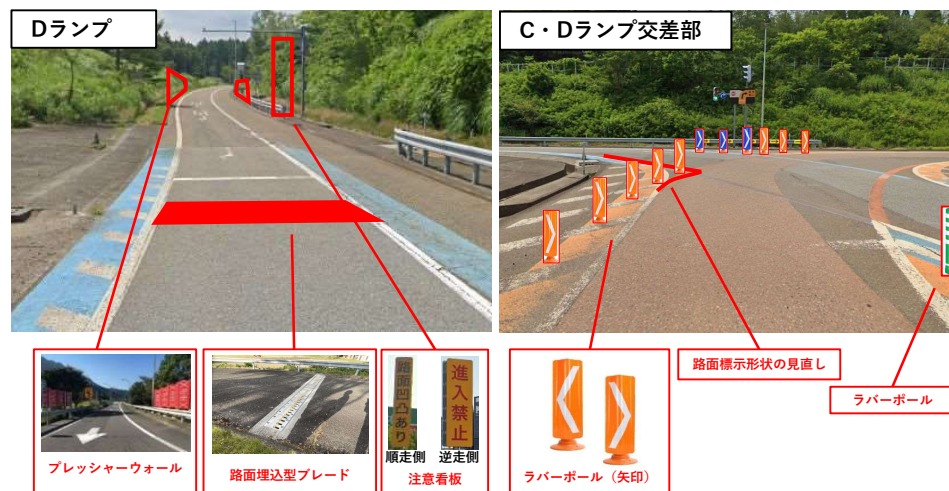 Dランプ
C・Dランプ交差部
路面標示形状の見直し
ラバーポール
プレッシャーウォール
路面埋込型ブレード
路面凹凸あり
進入禁止
順走側
逆走側
注意看板
ラバーポール（矢印）